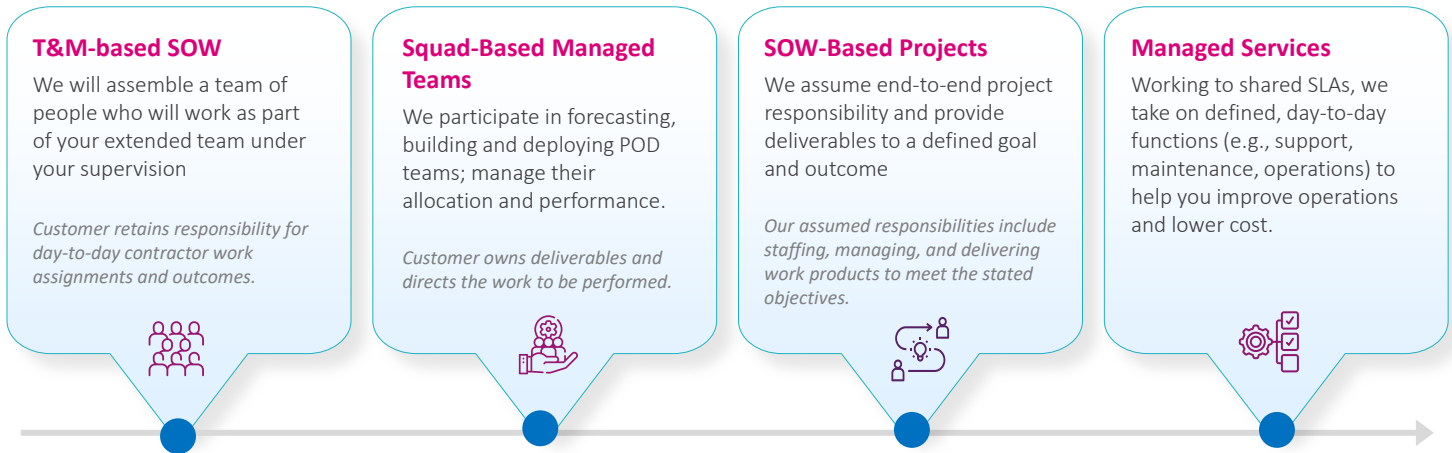 T&M-based SOW
We will assemble a team of
people who will work as part
of your extended team under
your supervision
Customer retains responsibility for
day-to-day contractor work
assignments and outcomes.
Squad-Based Managed
Teams
We participate in forecasting,
building and deploying POD
teams; manage their
allocation and performance.
Customer owns deliverables and
directs the work to be performed.
SOW-Based Projects
We assume end-to-end project
responsibility and provide
deliverables to a defined goal
and outcome
Our assumed responsibilities include
staffing, managing, and delivering
work products to meet the stated
objectives.
Managed Services
Working to shared SLAs, we
take on defined, day-to-day
functions (e.g., support,
maintenance, operations) to
help you improve operations
and lower cost.